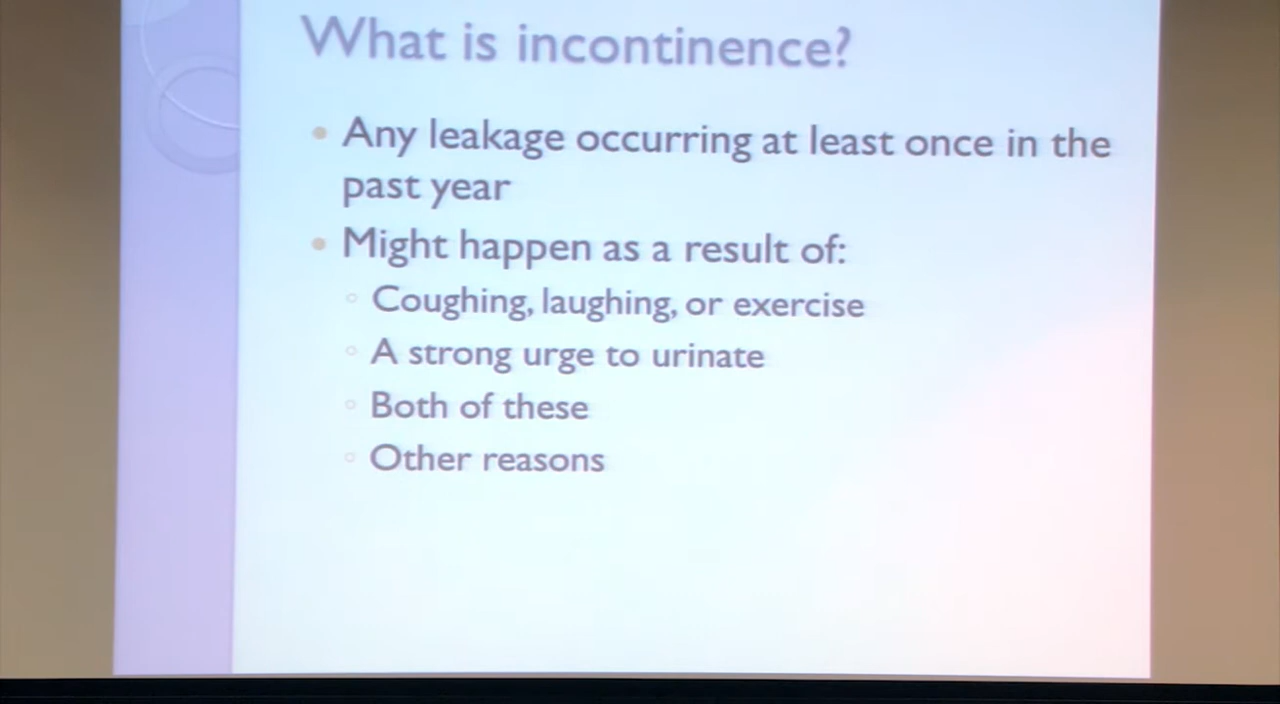 What is incontinence?
• Any leakage occurring at least once in the
past year
• Might happen as a result of:
◦ Coughing, laughing, or exercise
◦ A strong urge to urinate
◦ Both of these
◦ Other reasons